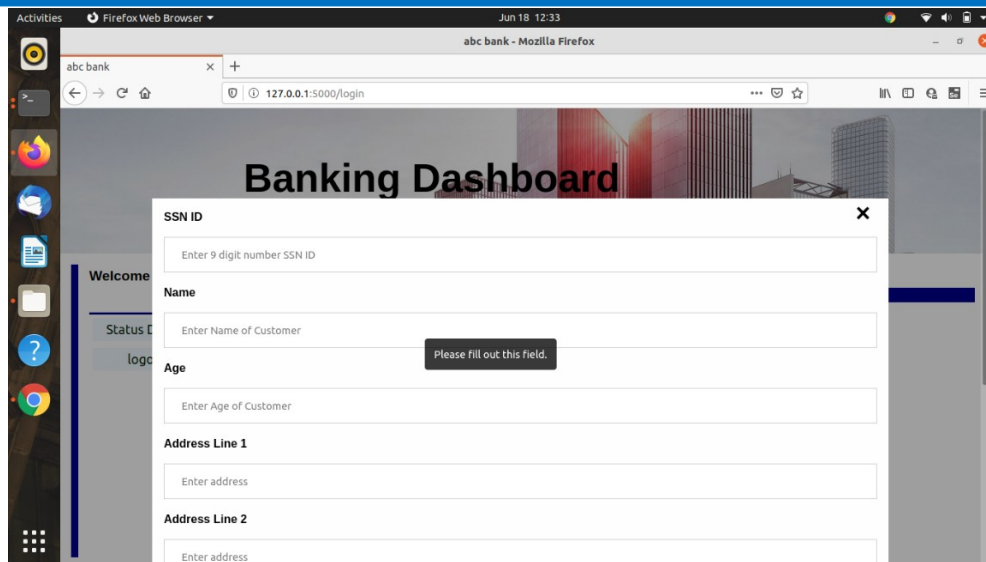 Activities
Firefox Web Browser
Jun 18 12:33
abc bank - Mozilla Firefox
abc bank
127.0.0.1:5000/login
Banking Dashboard
SSN ID
Enter 9 digit number SSN ID
Welcome
Name
Status D
Enter Name of Customer
Please fill out this field.
logo
Age
Enter Age of Customer
Address Line 1
Enter address
Address Line 2
Enter address